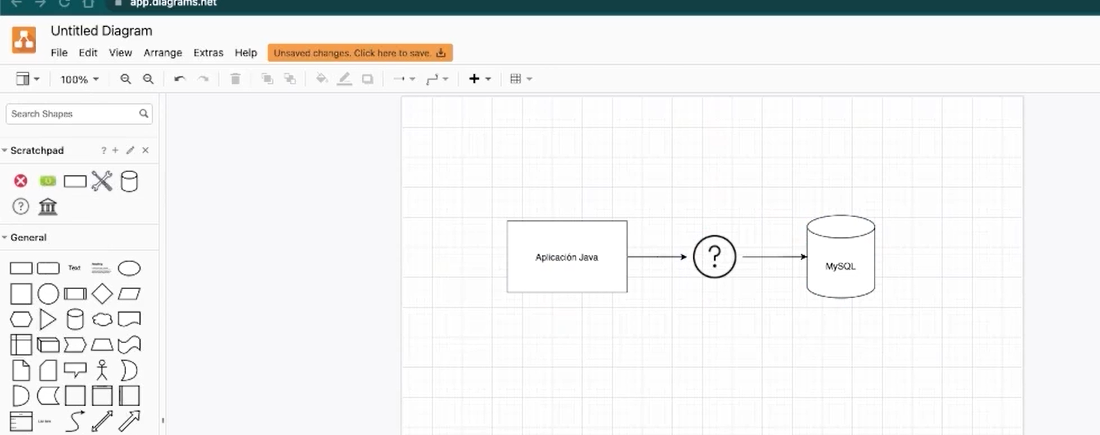 app.diagrams.net
Untitled Diagram
File Edit View Arrange Extras Help Unsaved changes. Click here to save.
100%
Search Shapes
Scratchpad ? + ✕
?
General
Text
Aplicación Java
?
MySQL